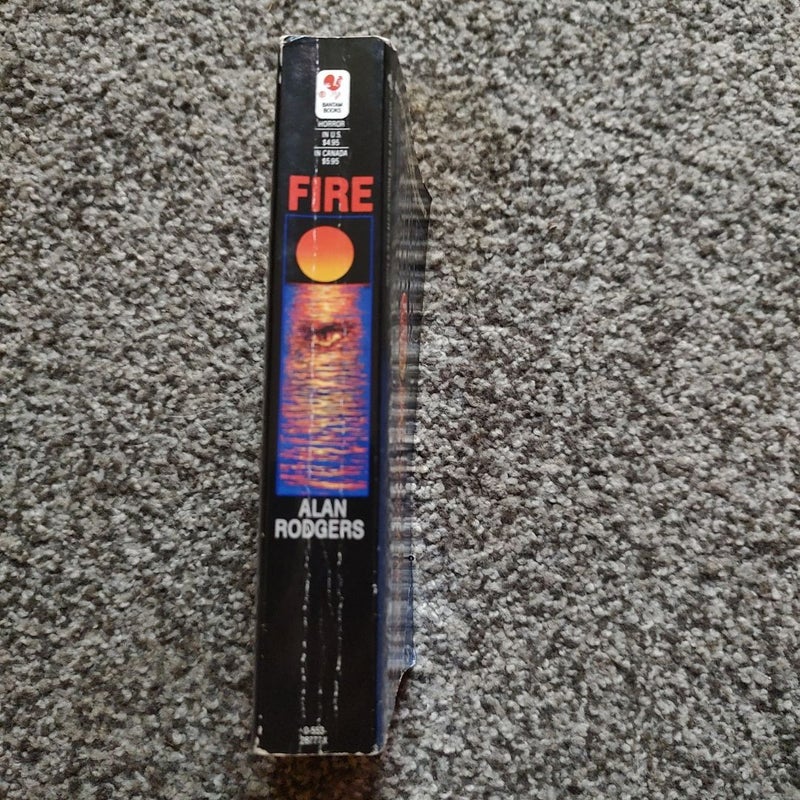 BANTAM
BOOKS
HORROR
IN U.S.
$4.95
IN CANADA
$5.95
FIRE
ALAN
RODGERS